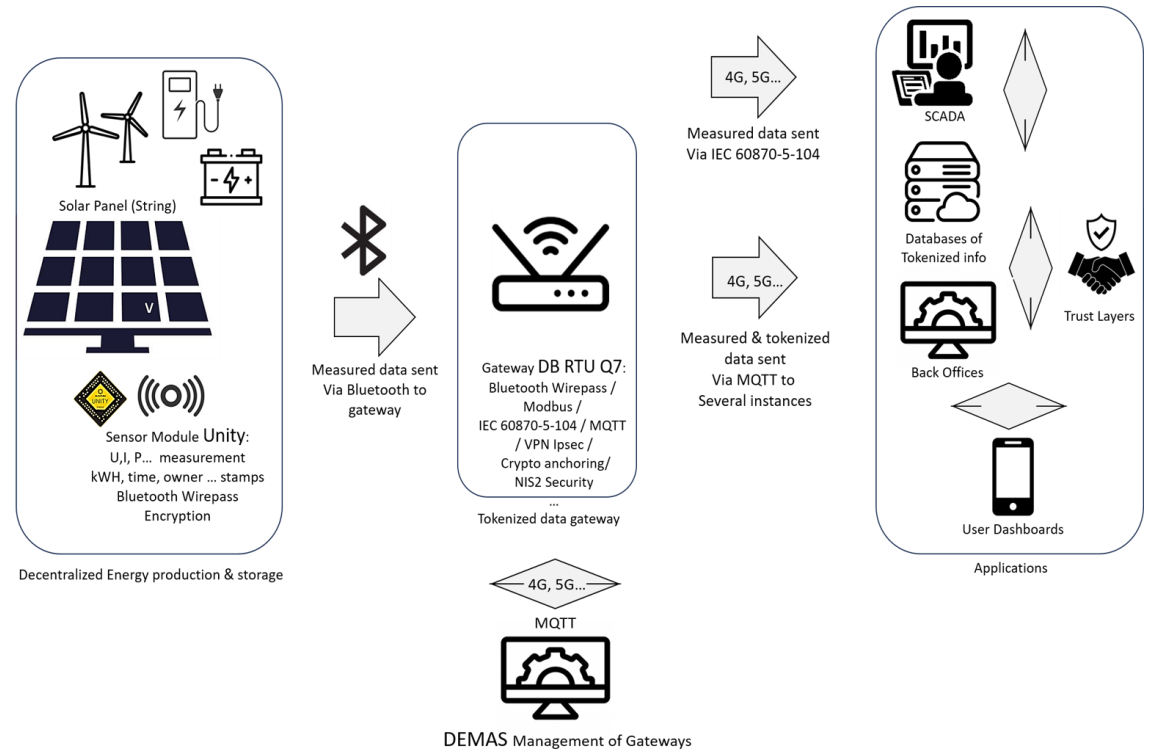 Solar Panel (String)
V
UNITY
Sensor Module Unity:
U,I, P... measurement
kWH, time, owner ... stamps
Bluetooth Wirepass
Encryption
Decentralized Energy production & storage
Measured data sent
Via Bluetooth to
gateway
Gateway DB RTU Q7:
Bluetooth Wirepass /
Modbus /
IEC 60870-5-104 / MQTT
/ VPN Ipsec /
Crypto anchoring/
NIS2 Security
...
Tokenized data gateway
4G, 5G...
MQTT
DEMAS Management of Gateways
4G, 5G...
Measured data sent
Via IEC 60870-5-104
4G, 5G...
Measured & tokenized
data sent
Via MQTT to
Several instances
SCADA
Databases of
Tokenized info
Trust Layers
Back Offices
User Dashboards
Applications